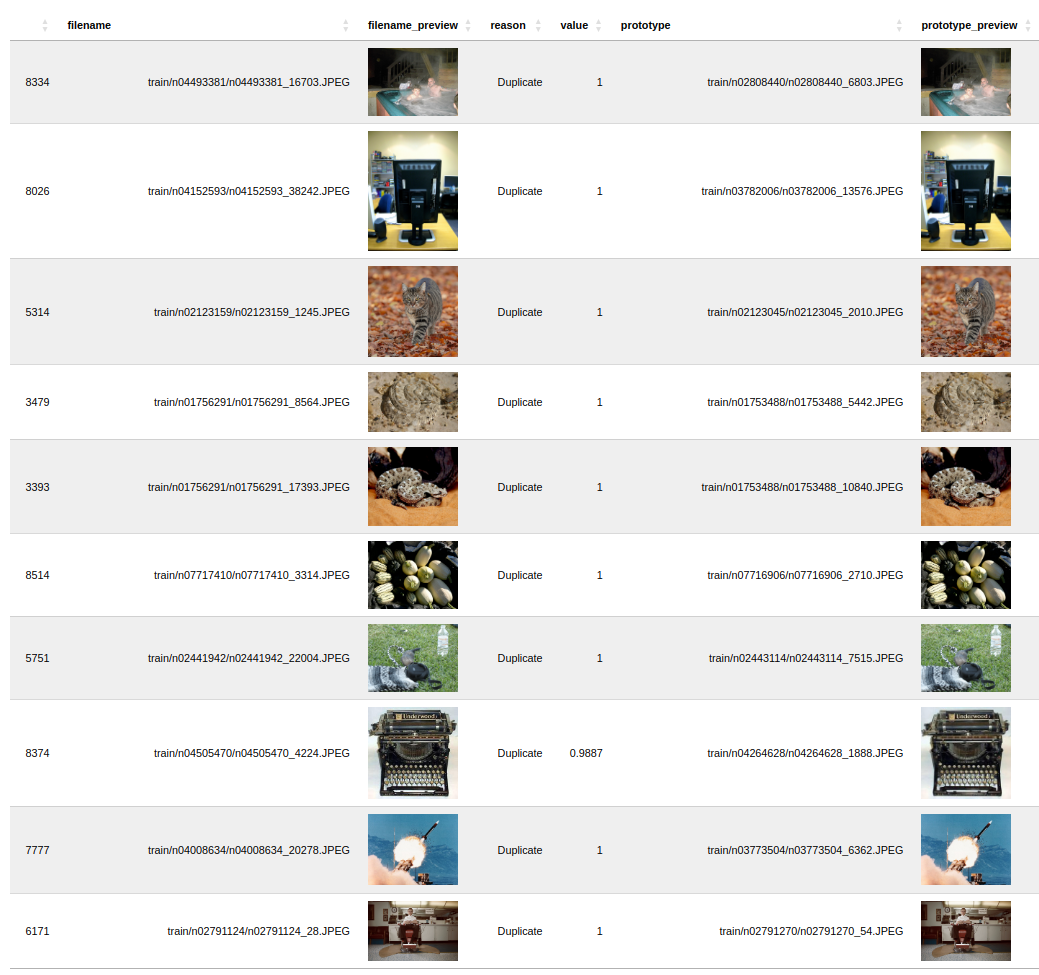 filename filename_preview reason value prototype prototype_preview
8334 train/n04493381/n04493381_16703.JPEG Duplicate 1 train/n02808440/n02808440_6803.JPEG
8026 train/n04152593/n04152593_38242.JPEG Duplicate 1 train/n03782006/n03782006_13576.JPEG
5314 train/n02123159/n02123159_1245.JPEG Duplicate 1 train/n02123045/n02123045_2010.JPEG
3479 train/n01756291/n01756291_8564.JPEG Duplicate 1 train/n01753488/n01753488_5442.JPEG
3393 train/n01756291/n01756291_17393.JPEG Duplicate 1 train/n01753488/n01753488_10840.JPEG
8514 train/n07717410/n07717410_3314.JPEG Duplicate 1 train/n07716906/n07716906_2710.JPEG
5751 train/n02441942/n02441942_22004.JPEG Duplicate 1 train/n02443114/n02443114_7515.JPEG
Underwood Underwood
8374 train/n04505470/n04505470_4224.JPEG Duplicate 0.9887 train/n04264628/n04264628_1888.JPEG
7777 train/n04008634/n04008634_20278.JPEG Duplicate 1 train/n03773504/n03773504_6362.JPEG
6171 train/n02791124/n02791124_28.JPEG Duplicate 1 train/n02791270/n02791270_54.JPEG